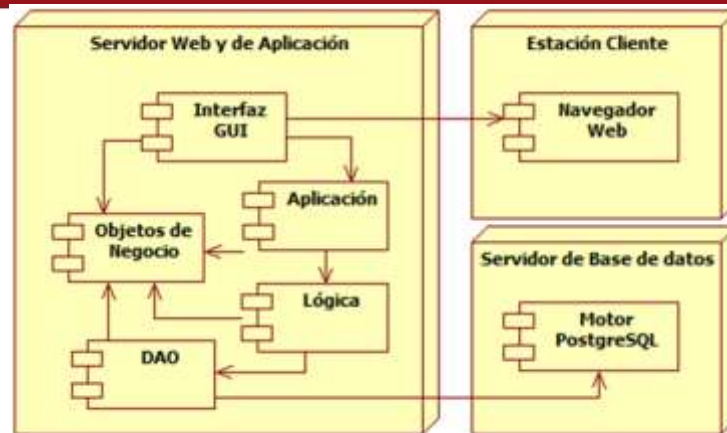 Servidor Web y de Aplicación
Interfaz
GUI
Aplicación
Objetos de
Negocio
Lógica
DAO
Estación Cliente
Navegador
Web
Servidor de Base de datos
Motor
PostgreSQL